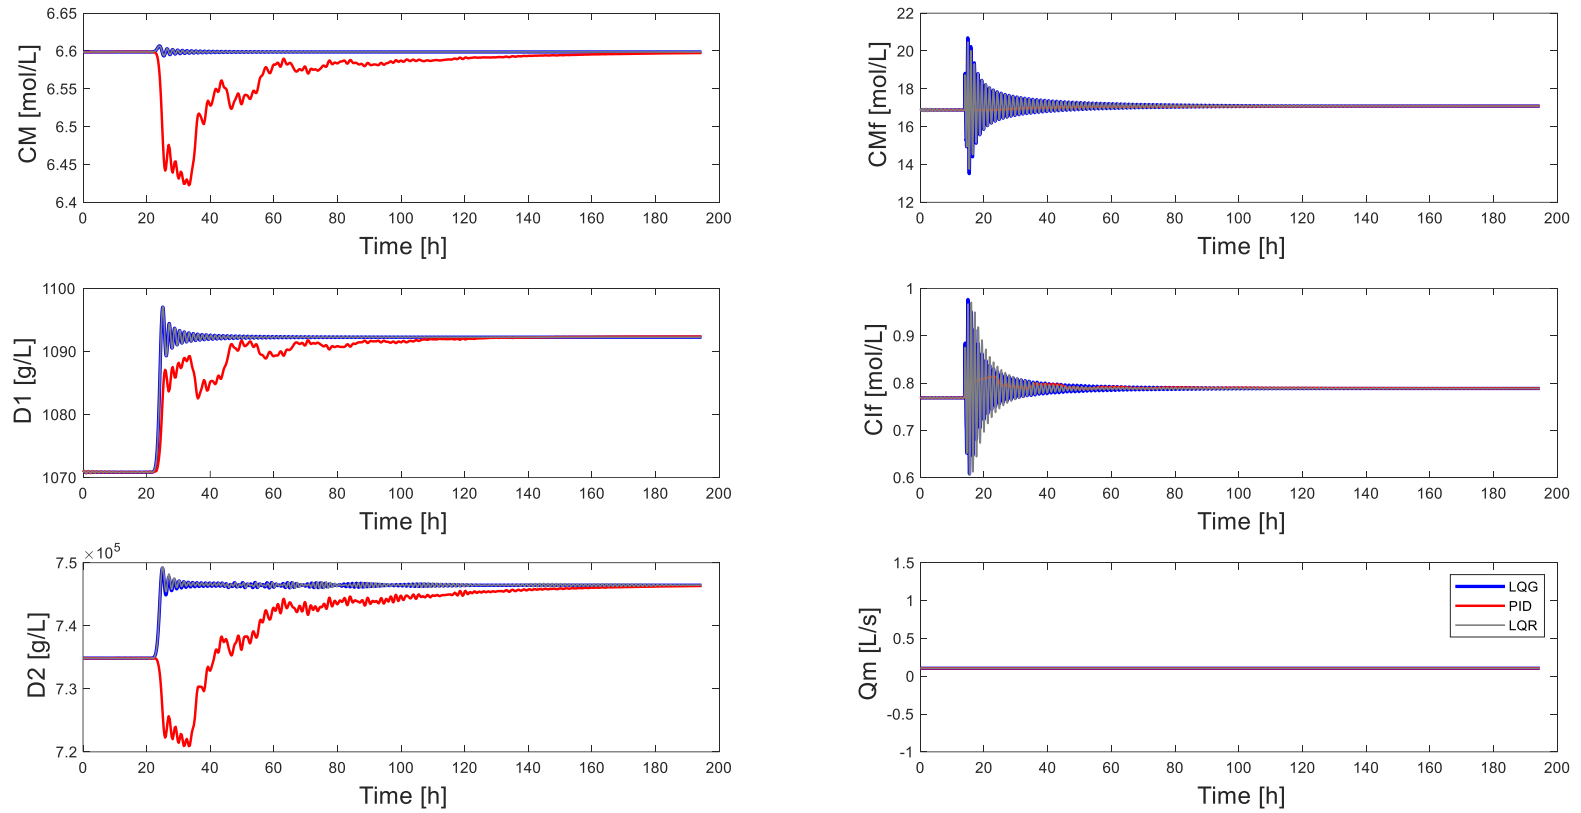 6.65
6.6
6.55
6.5
6.45
6.4
CM [mol/L]
0 20 40 60 80 100 120 140 160 180 200
Time [h]
22
20
18
16
14
12
CMf [mol/L]
0 20 40 60 80 100 120 140 160 180 200
Time [h]
1100
1090
1080
1070
D1 [g/L]
0 20 40 60 80 100 120 140 160 180 200
Time [h]
1
0.9
0.8
0.7
0.6
CIf [mol/L]
0 20 40 60 80 100 120 140 160 180 200
Time [h]
×10^5
7.5
7.4
7.3
7.2
D2 [g/L]
0 20 40 60 80 100 120 140 160 180 200
Time [h]
1.5
1
0.5
0
-0.5
-1
Qm [L/s]
LQG
PID
LQR
0 20 40 60 80 100 120 140 160 180 200
Time [h]